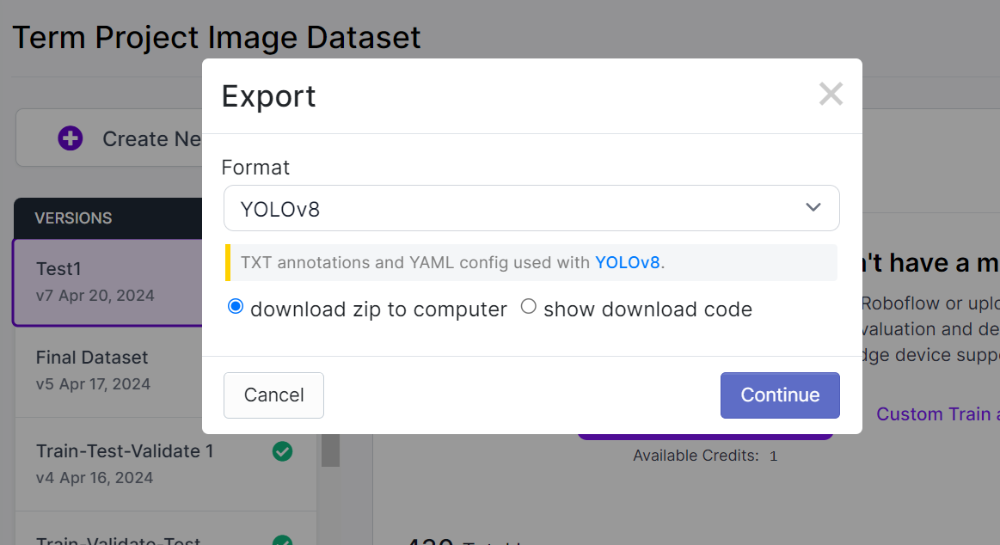 Term Project Image Dataset
Export
Create Ne
Format
YOLOv8
VERSIONS
TXT annotations and YAML config used with YOLOv8.
Test1
v7 Apr 20, 2024
download zip to computer
show download code
't have a m
Roboflow or uplo
valuation and de
dge device suppo
Final Dataset
v5 Apr 17, 2024
Cancel
Continue
Custom Train a
Train-Test-Validate 1
v4 Apr 16, 2024
Available Credits: 1
Train-Validate-Test